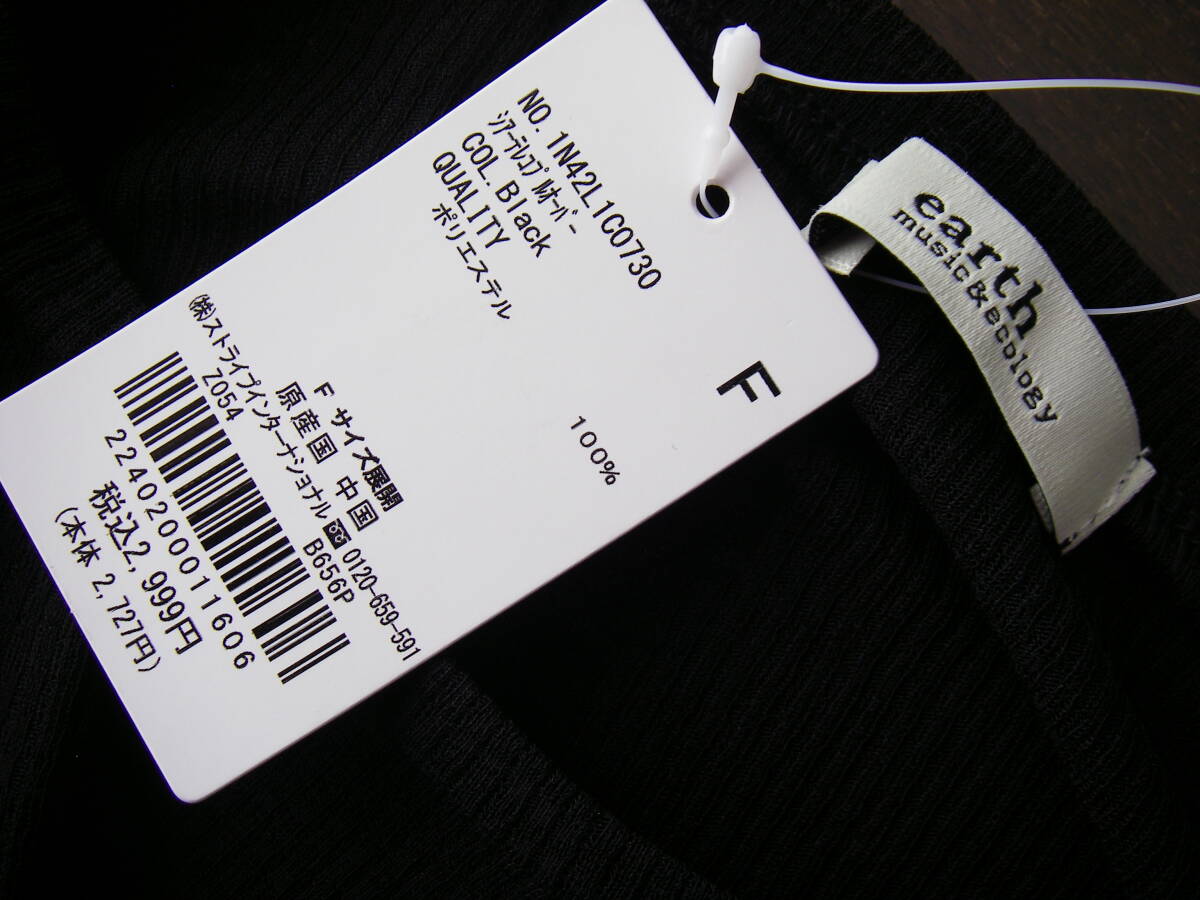 NO. 1N42L1C0730
ｼｱｰﾃﾚｺﾌﾟﾙｵｰﾊﾞｰ
COL. Black
QUALITY
ポリエステル
100%
F
F サイズ展開
原産国 中国
㈱ストライプインターナショナル 0120-659-591
Z054
B656P
2240200011606
税込2,999円
(本体 2,727円)
earth
music&ecology